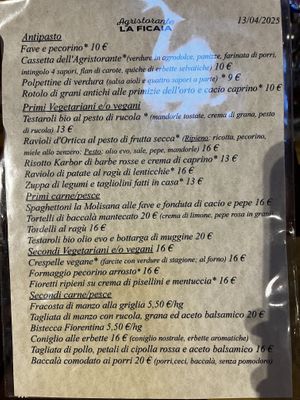 Agristorante
LA FICAIA
13/04/2025
Antipasto
Fave e pecorino* 10 €
Cassetta dell'Agristorante*(verdure in agrodolce, panizze, farinata di porri,
intingolo 4 sapori, flan di carote, quiche di erbette selvatiche) 10 €
Polpettine di verdura (salsa aioli e quattro sapori a parte) * 9 €
Rotolo di grani antichi alle primizie dell'orto e cacio caprino* 10 €
Primi Vegetariani e/o vegani
Testaroli bio al pesto di rucola * (mandorle tostate, crema di grana, pesto
di rucola) 13 €
Ravioli d'Ortica al pesto di frutta secca* (Ripieno: ricotta, pecorino,
miele allo zenzero; Pesto: olio evo, sale, pepe, mandorle) 16 €
Risotto Karbor di barbe rosse e crema di caprino* 13 €
Raviolo di patate al ragù di lenticchie* 16 €
Zuppa di legumi e tagliolini fatti in casa* 13 €
Primi carne/pesce
Spaghettoni la Molisana alle fave e fonduta di cacio e pepe 16 €
Tortelli di baccalà mantecato 20 € (crema di limone, pepe rosa in grani
Tordelli al ragù 16 €
Testaroli bio olio evo e bottarga di muggine 20 €
Secondi Vegetariani e/o vegani 16 €
Crespelle vegane* (farcite con verdure di stagione; al forno) 16 €
Formaggio pecorino arrosto* 16 €
Fioretti ripieni su crema di pisellini e mentuccia* 16 €
Secondi carne/pesce
Fracosta di manzo alla griglia 5,50 €/hg
Tagliata di manzo con rucola, grana ed aceto balsamico 20 €
Bistecca Fiorentina 5,50 €/hg
Coniglio alle erbette 16 € (coniglio nostrale, erbette aromatiche)
Tagliata di pollo, petali di cipolla rossa e aceto balsamico 16 €
Baccalà comodato ai porri 20 € (porri,ceci, baccalà, senza pomodoro)